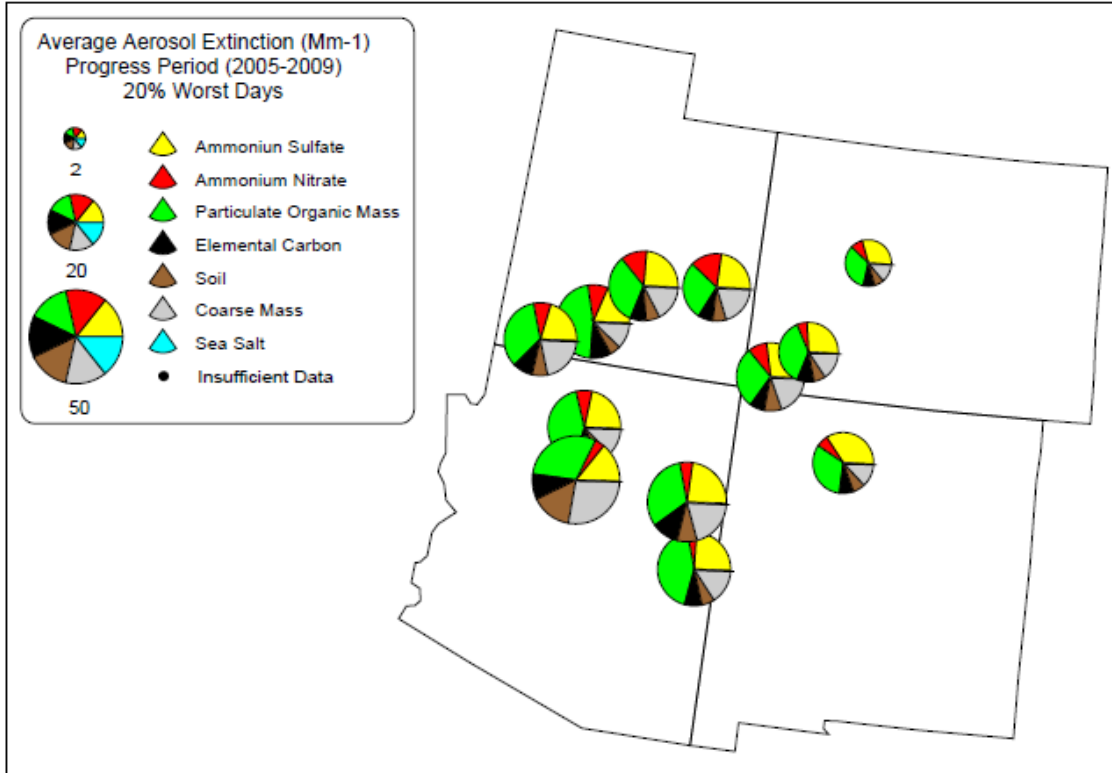 Average Aerosol Extinction (Mm-1)
Progress Period (2005-2009)
20% Worst Days
2
20
50
Ammoniun Sulfate
Ammonium Nitrate
Particulate Organic Mass
Elemental Carbon
Soil
Coarse Mass
Sea Salt
Insufficient Data